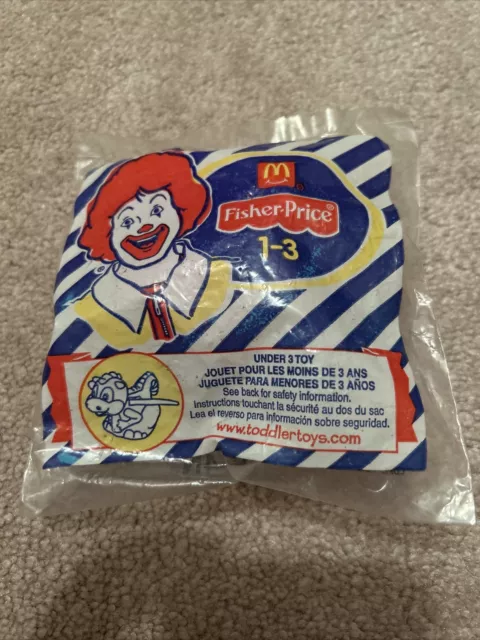 Fisher-Price
1-3
UNDER 3 TOY
JOUET POUR LES MOINS DE 3 ANS
JUGUETE PARA MENORES DE 3 AÑOS
See back for safety information.
Instructions touchant la sécurité au dos du sac
Lea el reverso para información sobre seguridad.
www.toddlertoys.com